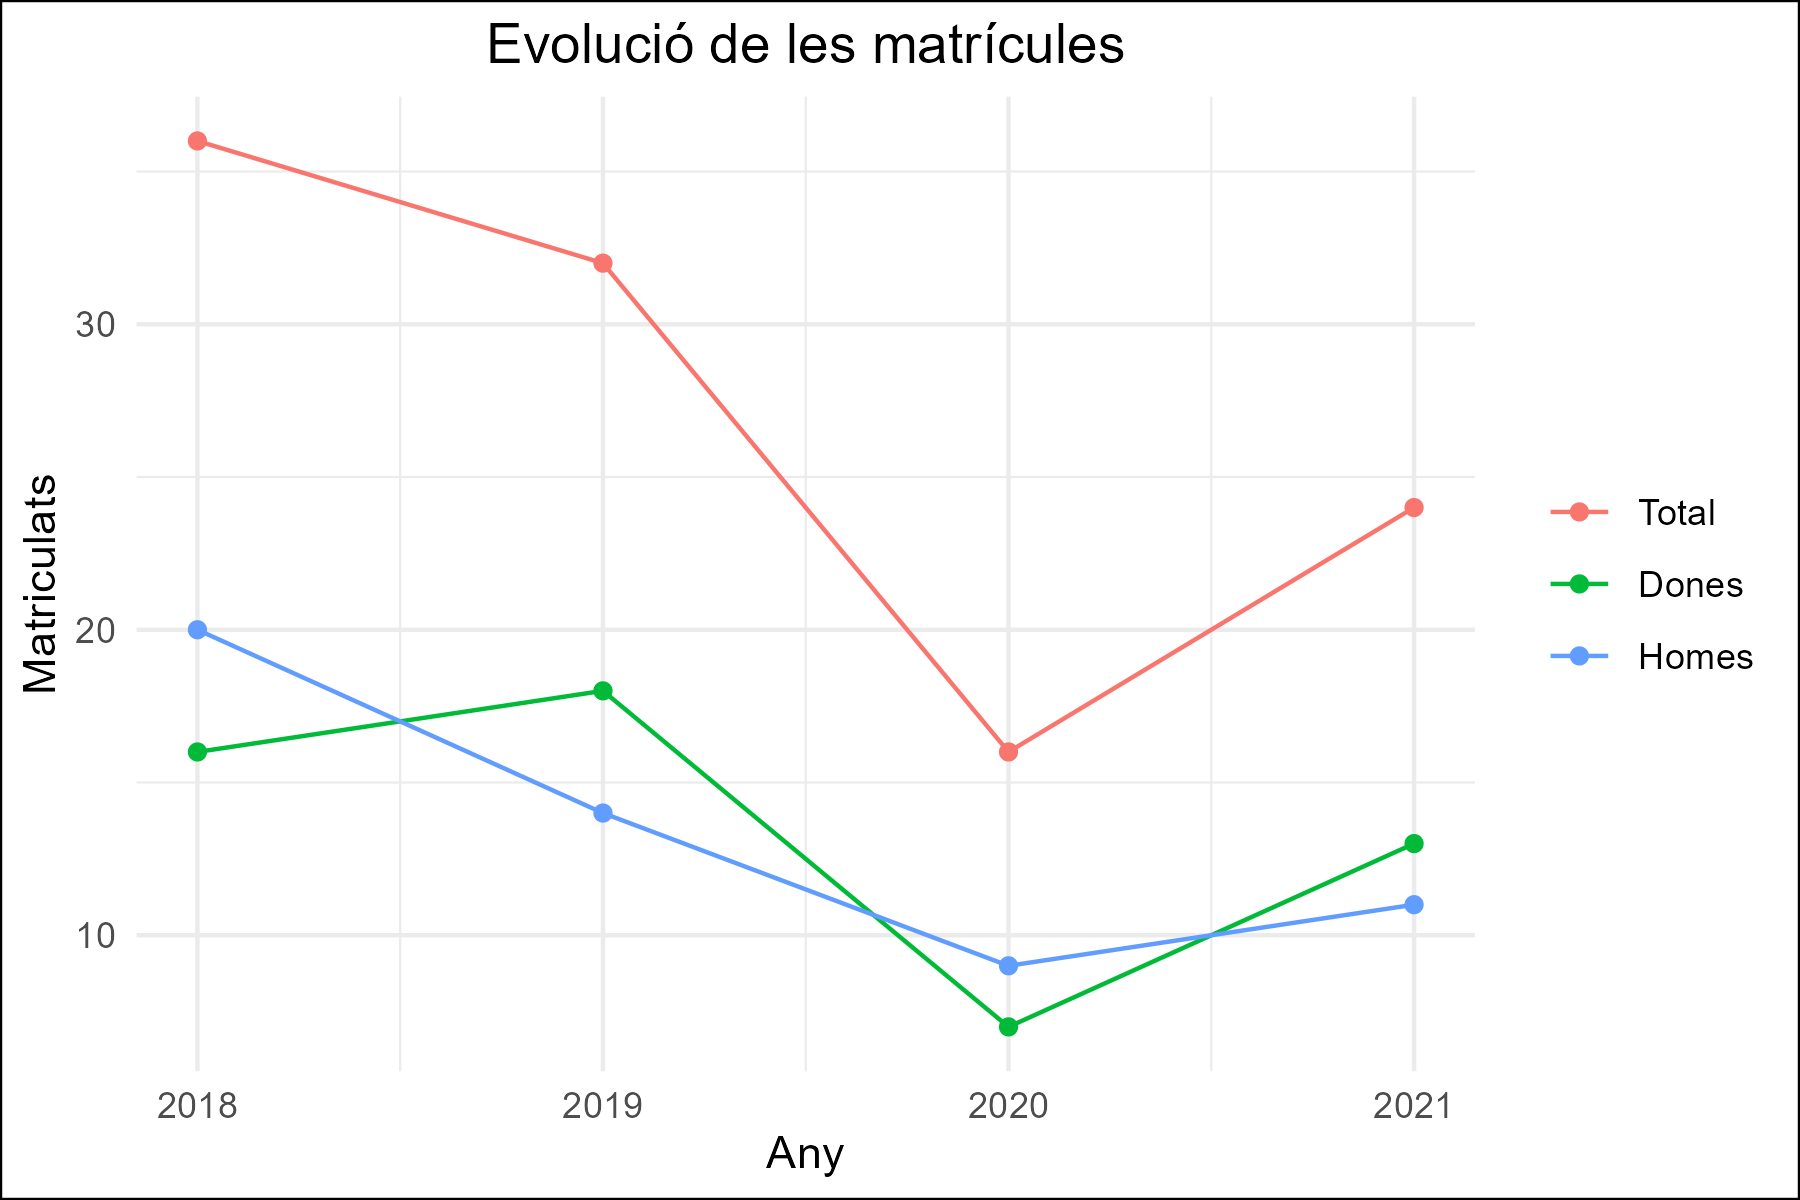 Evolució de les matrícules
Matriculats
30
20
10
2018
2019
2020
2021
Any
Total
Dones
Homes